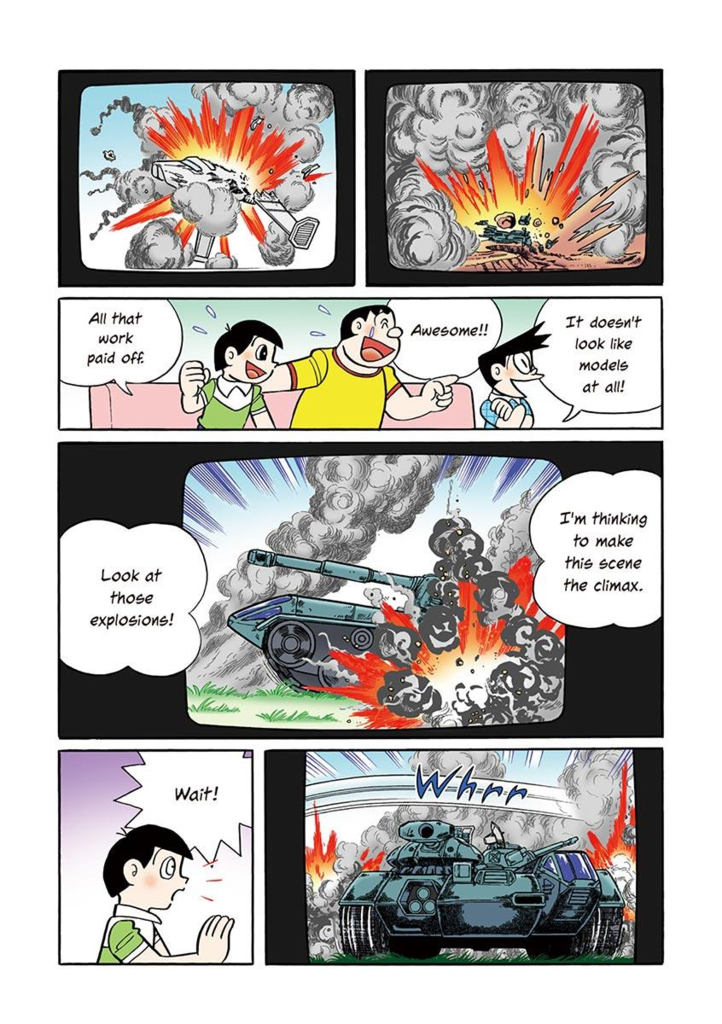 All that
work
paid off.
Awesome!!
It doesn't
look like
models
at all!
Look at
those
explosions!
I'm thinking
to make
this scene
the climax.
Wait!
Whrr